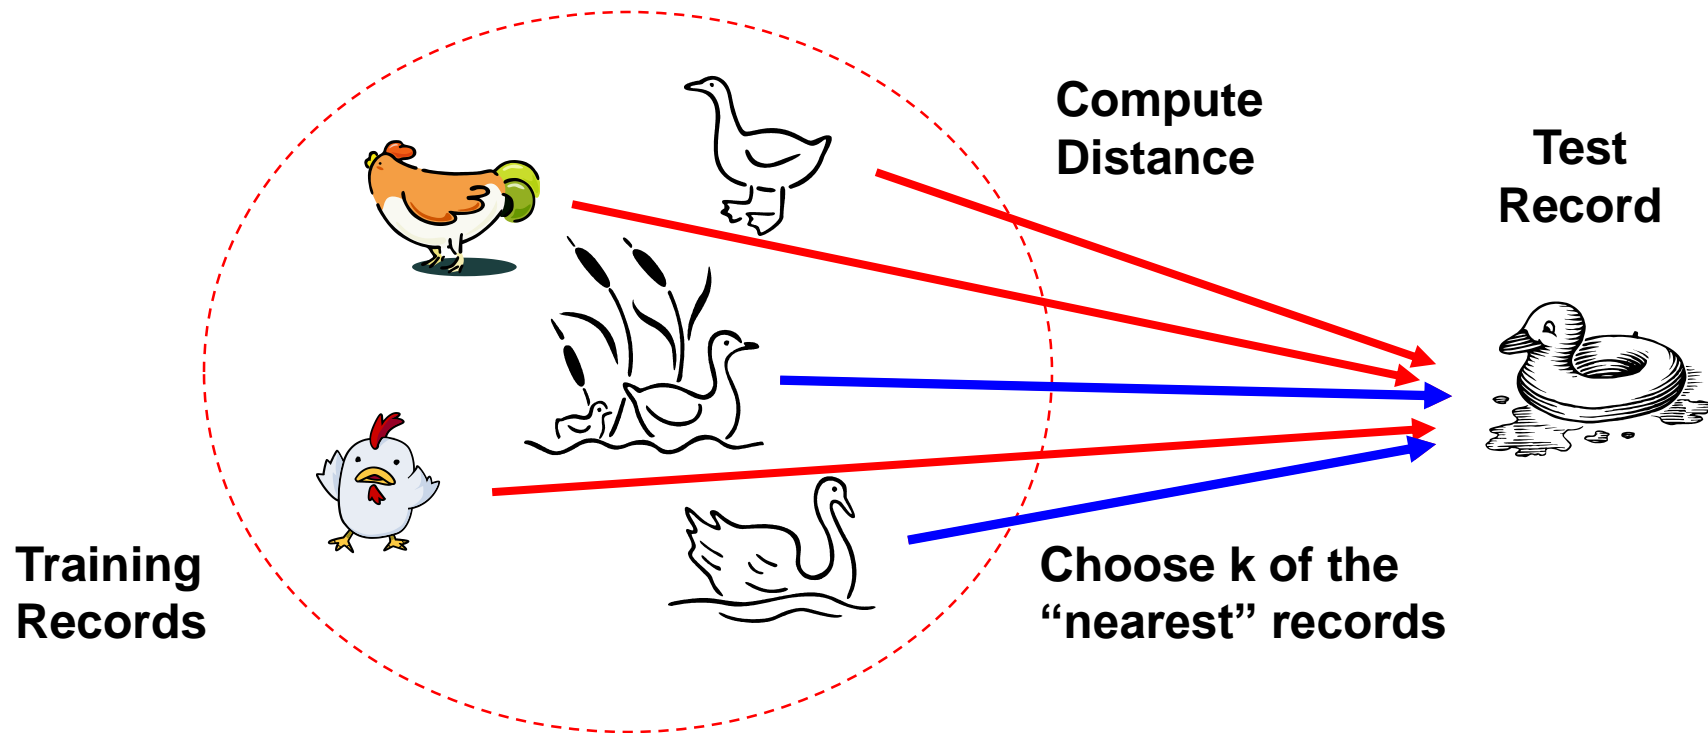 Compute
Distance
Test
Record
Training
Records
Choose k of the
“nearest” records